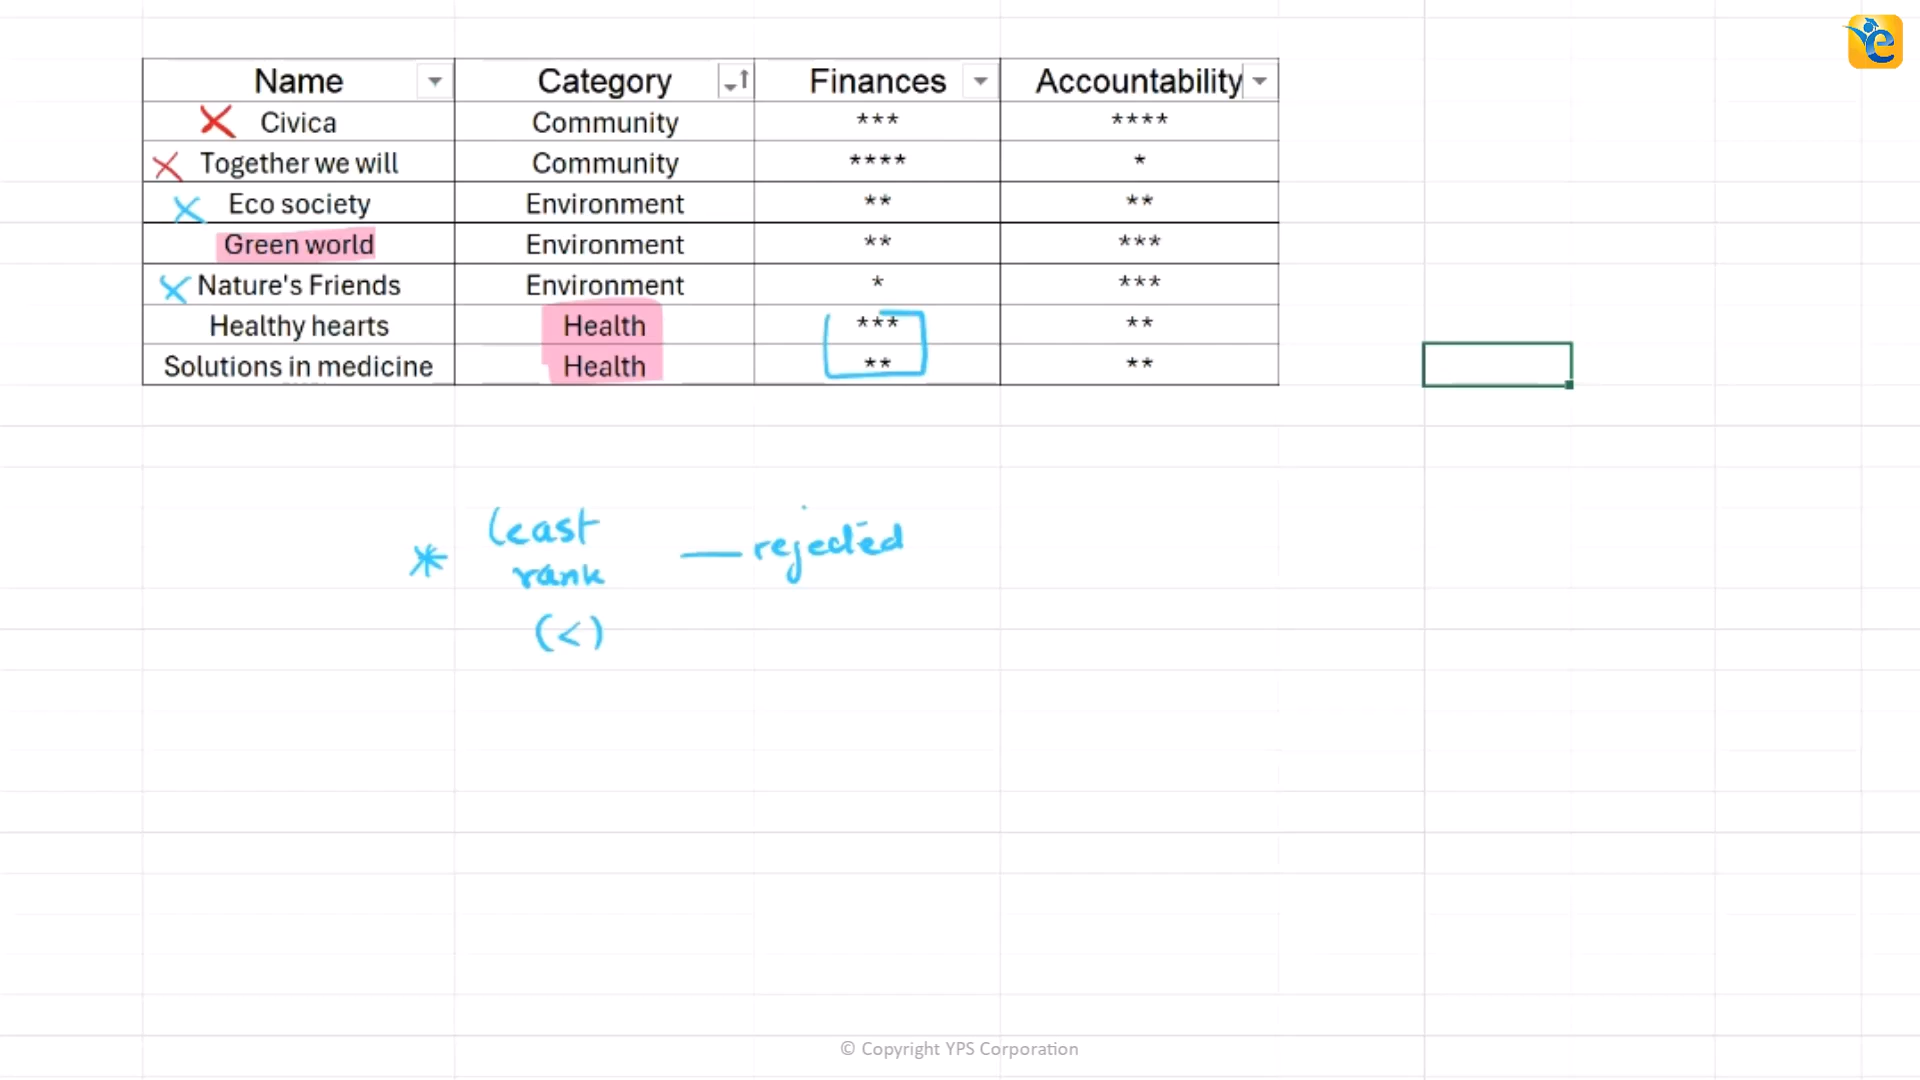 Name Category Finances Accountability
Civica Community *** ****
Together we will Community **** *
Eco society Environment ** **
Green world Environment ** ***
Nature's Friends Environment * ***
Healthy hearts Health *** **
Solutions in medicine Health ** **
* least — rejected
rank
(<)
© Copyright YPS Corporation